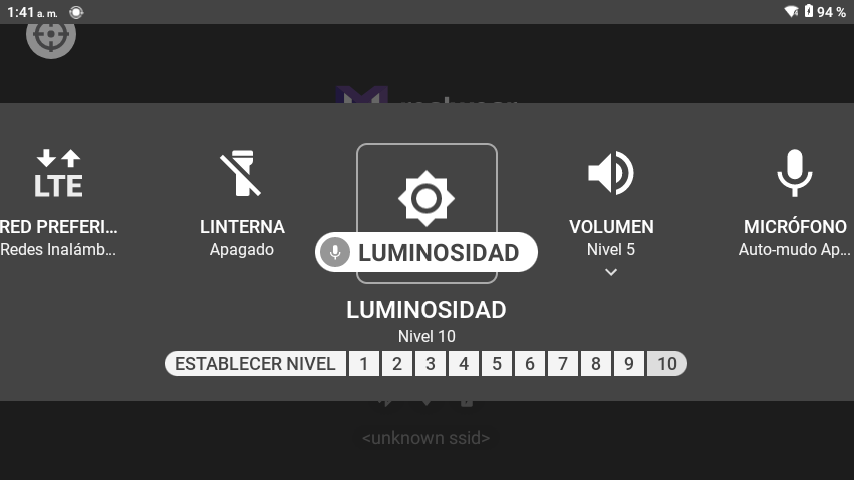 1:41 a. m.
94 %
LTE
RED PREFERI...
Redes Inalámb...
LINTERNA
Apagado
LUMINOSIDAD
VOLUMEN
Nivel 5
MICRÓFONO
Auto-mudo Ap...
LUMINOSIDAD
Nivel 10
ESTABLECER NIVEL 1 2 3 4 5 6 7 8 9 10
<unknown ssid>